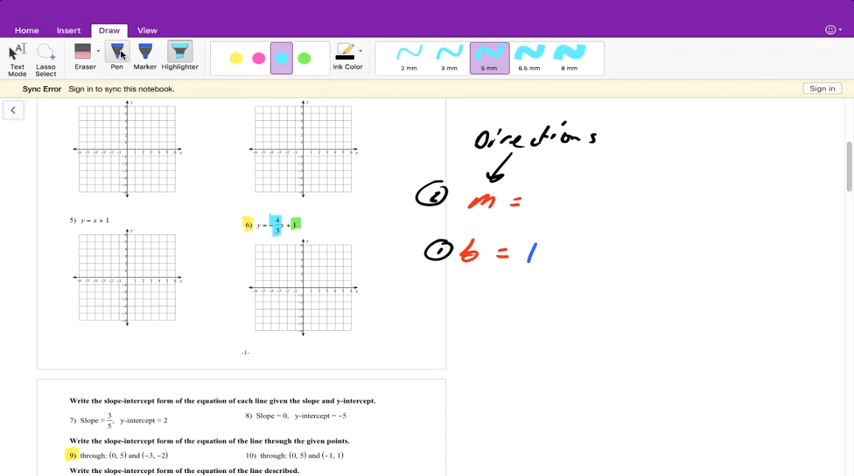 Home Insert Draw View
Text Mode
Lasso Select
Eraser
Pen
Marker
Highlighter
Ink Color
2 mm
3 mm
5 mm
6.5 mm
8 mm
Sync Error Sign in to sync this notebook.
Sign in
Directions
② m =
5) y = x + 1
6) y = -4/3 x + 1
① b = 1
-1-
Write the slope-intercept form of the equation of each line given the slope and y-intercept.
7) Slope = 3/5, y-intercept = 2
8) Slope = 0, y-intercept = −5
Write the slope-intercept form of the equation of the line through the given points.
9) through: (0, 5) and (−3, −2)
10) through: (0, 5) and (−1, 1)
Write the slope-intercept form of the equation of the line described.